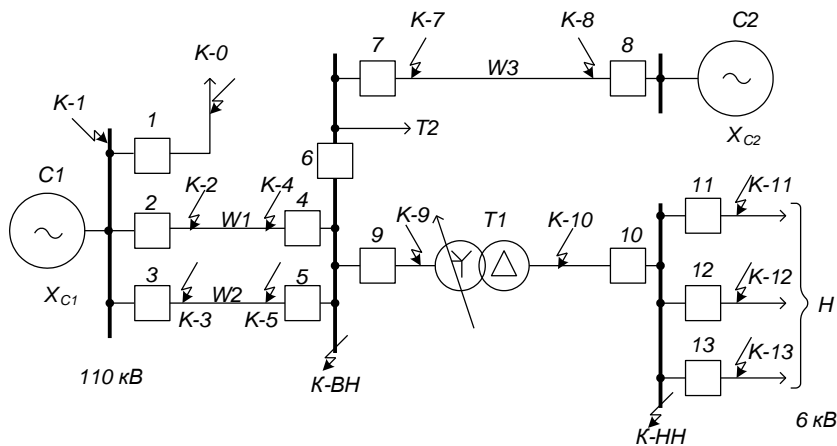 K-7
K-8
C2
K-0
7
8
W3
K-1
1
T2
X_C2
6
C1
K-2
K-4
11
K-11
2
4
W1
K-9
T1
K-10
9
10
12
K-12
H
3
W2
5
X_C1
K-3
K-5
13
K-13
110 кВ
К-ВН
К-НН
6 кВ